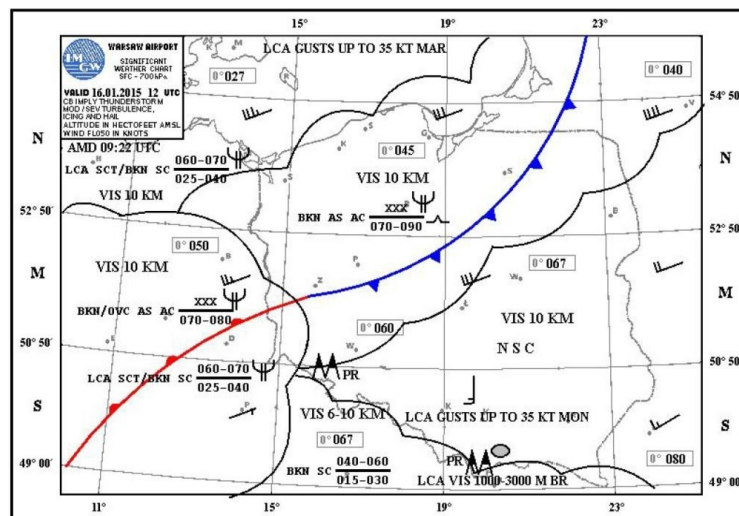 15°
19°
23°
IMGW
WARSAW AIRPORT
SIGNIFICANT
WEATHER CHART
SFC - 700hPa
VALID 16.01.2015 12 UTC
CB IMPLY THUNDERSTORM
MOD/SEV TURBULENCE,
ICING AND HAIL
ALTITUDE IN HECTOFEET AMSL
WIND FL050 IN KNOTS
AMD 09:22 UTC
LCA GUSTS UP TO 35 KT MAR
0° 027
0° 040
54° 50'
N
N
0° 045
060-070
LCA SCT/BKN SC
025-040
VIS 10 KM
VIS 10 KM
XXX
BKN AS AC
070-090
52° 50'
52° 50'
0° 050
VIS 10 KM
0° 067
M
M
XXX
BKN/OVC AS AC
070-080
VIS 10 KM
0° 060
N S C
50° 50'
50° 50'
060-070
LCA SCT/BKN SC
025-040
PR
VIS 6-10 KM
LCA GUSTS UP TO 35 KT MON
S
S
0° 067
040-060
BKN SC
015-030
PR
LCA VIS 1000-3000 M BR
0° 080
49° 00'
49° 00'
11°
15°
19°
23°